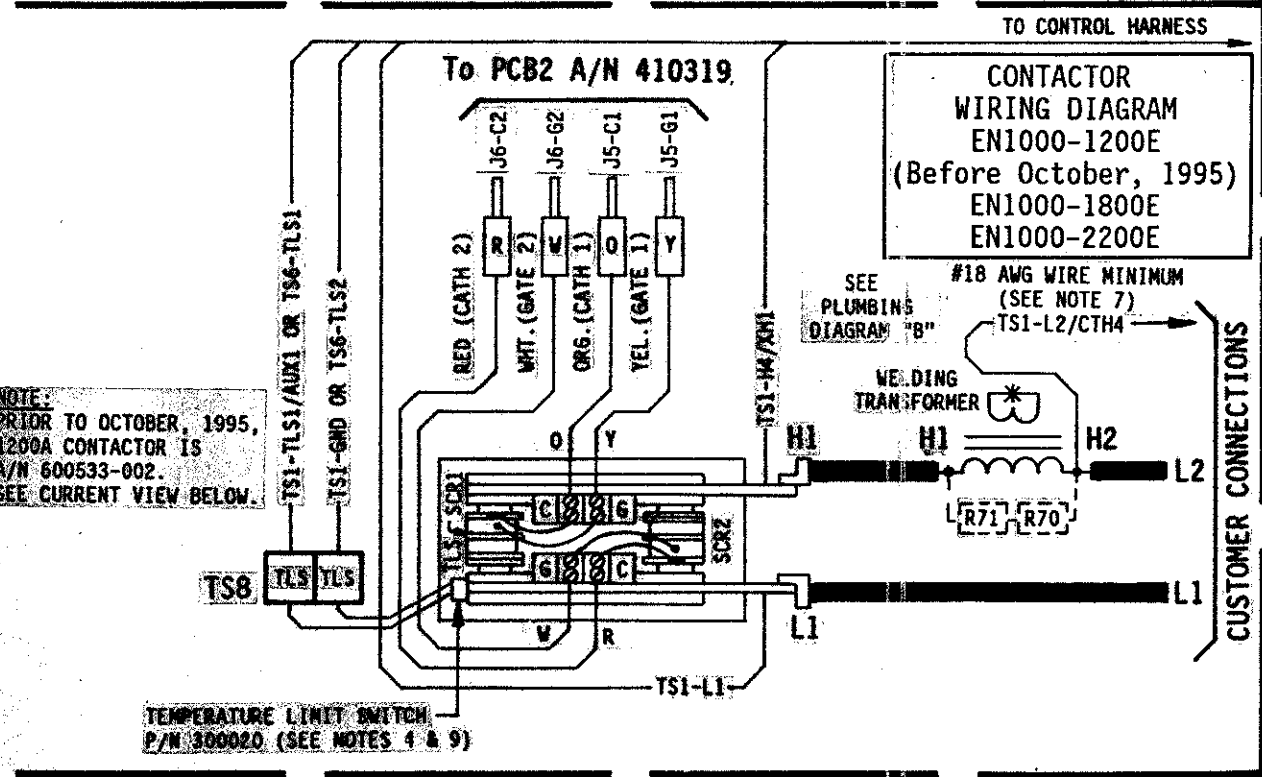 TO CONTROL HARNESS
To PCB2 A/N 410319
CONTACTOR
WIRING DIAGRAM
EN1000-1200E
(Before October, 1995)
EN1000-1800E
EN1000-2200E
J6-C2
J6-G2
J5-C1
J5-G1
R
W
O
Y
RED (CATH 2)
WHT.(GATE 2)
ORG.(CATH 1)
YEL.(GATE 1)
TS1-TLS1/AUX1 OR TS6-TLS1
TS1-GND OR TS6-TLS2
TS1-H4/XH1
SEE
PLUMBING
DIAGRAM "B"
#18 AWG WIRE MINIMUM
(SEE NOTE 7)
TS1-L2/CTH4
WELDING
TRANSFORMER
NOTE:
PRIOR TO OCTOBER, 1995,
1200A CONTACTOR IS
A/N 600533-002.
SEE CURRENT VIEW BELOW.
O
Y
H1
H1
H2
L2
R71
R70
SCR1
TLS
C
G
SCR2
G
C
TS8
TLS
TLS
L1
L1
W
R
TS1-L1
CUSTOMER CONNECTIONS
TEMPERATURE LIMIT SWITCH
P/N 300020 (SEE NOTES 4 & 9)